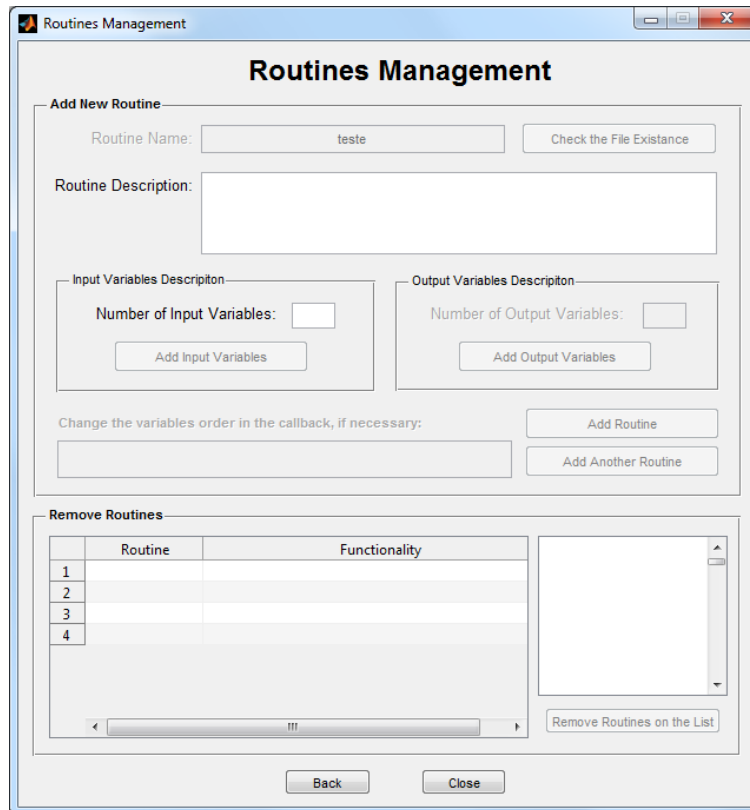 Routines Management
Routines Management
Add New Routine
Routine Name: teste Check the File Existance
Routine Description:
Input Variables Descripiton
Output Variables Descripiton
Number of Input Variables:
Number of Output Variables:
Add Input Variables
Add Output Variables
Change the variables order in the callback, if necessary:
Add Routine
Add Another Routine
Remove Routines
Routine Functionality
1
2
3
4
Remove Routines on the List
Back Close